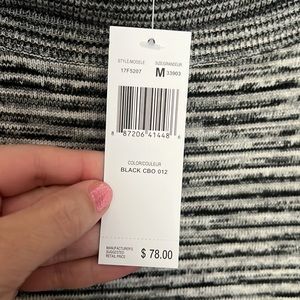 STYLE/MODELE SIZE/GRANDEUR
17F5207 M 33903
8 87206 41448 6
COLOR/COULEUR
BLACK CBO 012
MANUFACTURER'S
SUGGESTED
RETAIL PRICE
$ 78.00